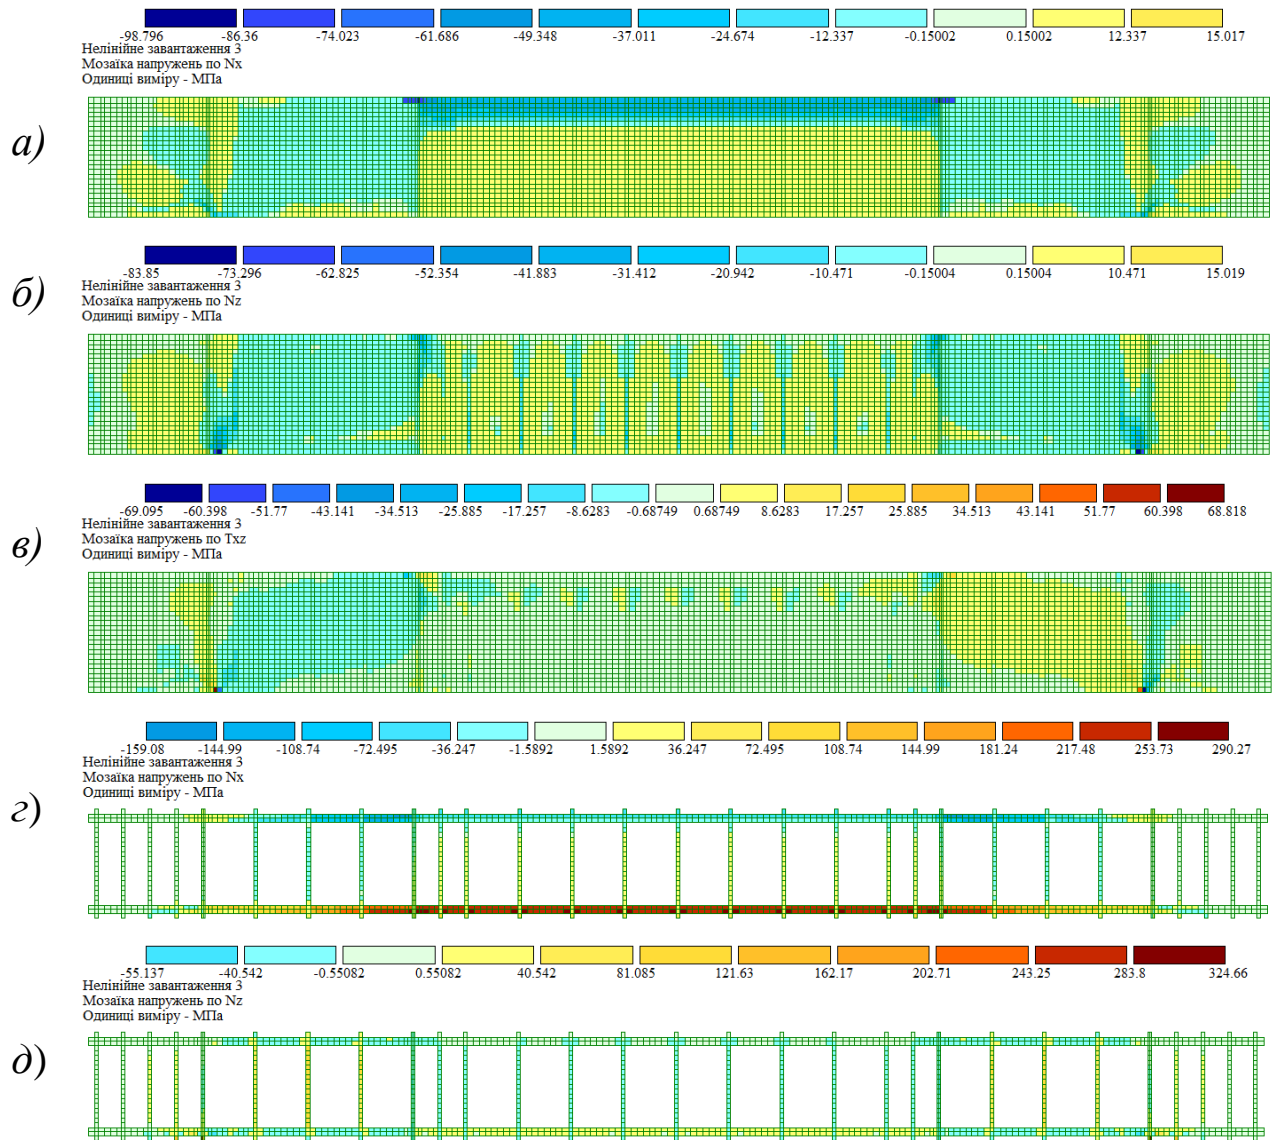 -98.796 -86.36 -74.023 -61.686 -49.348 -37.011 -24.674 -12.337 -0.15002 0.15002 12.337 15.017
Нелінійне завантаження 3
Мозаїка напружень по Nx
Одиниці виміру - МПа
а)
-83.85 -73.296 -62.825 -52.354 -41.883 -31.412 -20.942 -10.471 -0.15004 0.15004 10.471 15.019
Нелінійне завантаження 3
Мозаїка напружень по Nz
Одиниці виміру - МПа
б)
-69.095 -60.398 -51.77 -43.141 -34.513 -25.885 -17.257 -8.6283 -0.68749 0.68749 8.6283 17.257 25.885 34.513 43.141 51.77 60.398 68.818
Нелінійне завантаження 3
Мозаїка напружень по Txz
Одиниці виміру - МПа
в)
-159.08 -144.99 -108.74 -72.495 -36.247 -1.5892 1.5892 36.247 72.495 108.74 144.99 181.24 217.48 253.73 290.27
Нелінійне завантаження 3
Мозаїка напружень по Nx
Одиниці виміру - МПа
г)
-55.137 -40.542 -0.55082 0.55082 40.542 81.085 121.63 162.17 202.71 243.25 283.8 324.66
Нелінійне завантаження 3
Мозаїка напружень по Nz
Одиниці виміру - МПа
д)